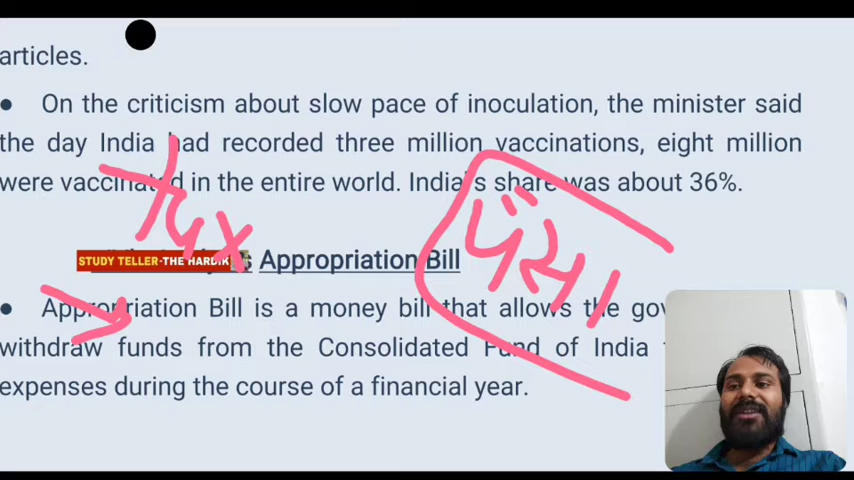 articles.
● On the criticism about slow pace of inoculation, the minister said
the day India had recorded three million vaccinations, eight million
were vaccinated in the entire world. India's share was about 36%.
STUDY TELLER-THE HARDIK Appropriation Bill
● Appropriation Bill is a money bill that allows the
withdraw funds from the Consolidated Fund of India
expenses during the course of a financial year.
पैसा